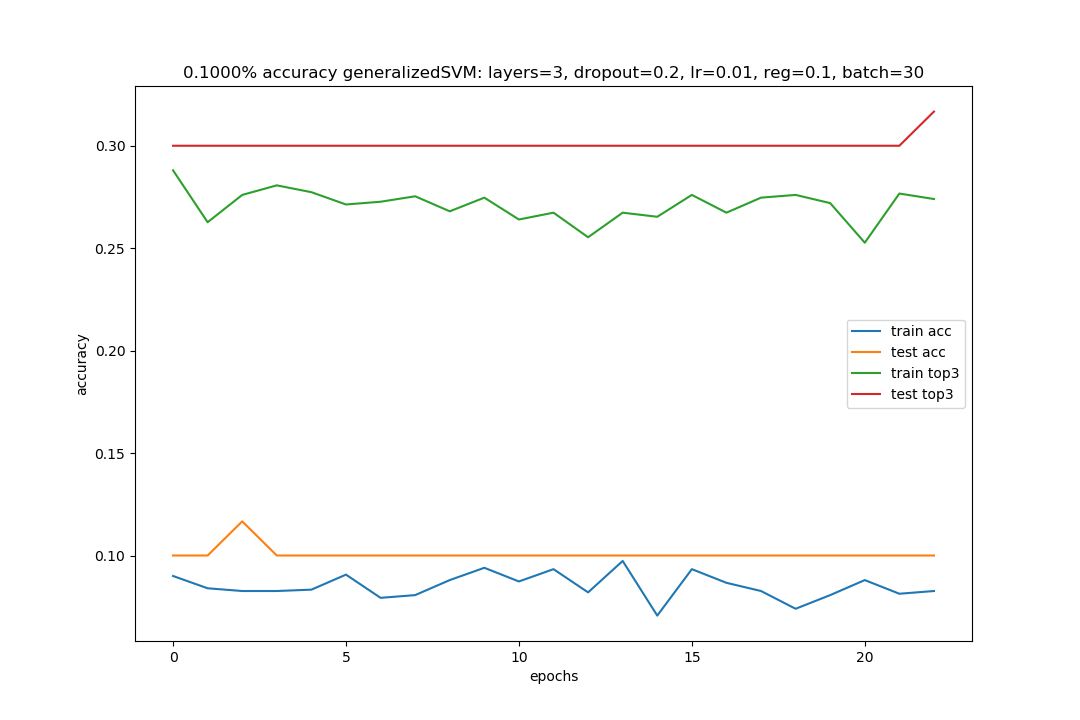 0.1000% accuracy generalizedSVM: layers=3, dropout=0.2, lr=0.01, reg=0.1, batch=30
0.30
0.25
0.20
0.15
0.10
accuracy
train acc
test acc
train top3
test top3
0 5 10 15 20
epochs